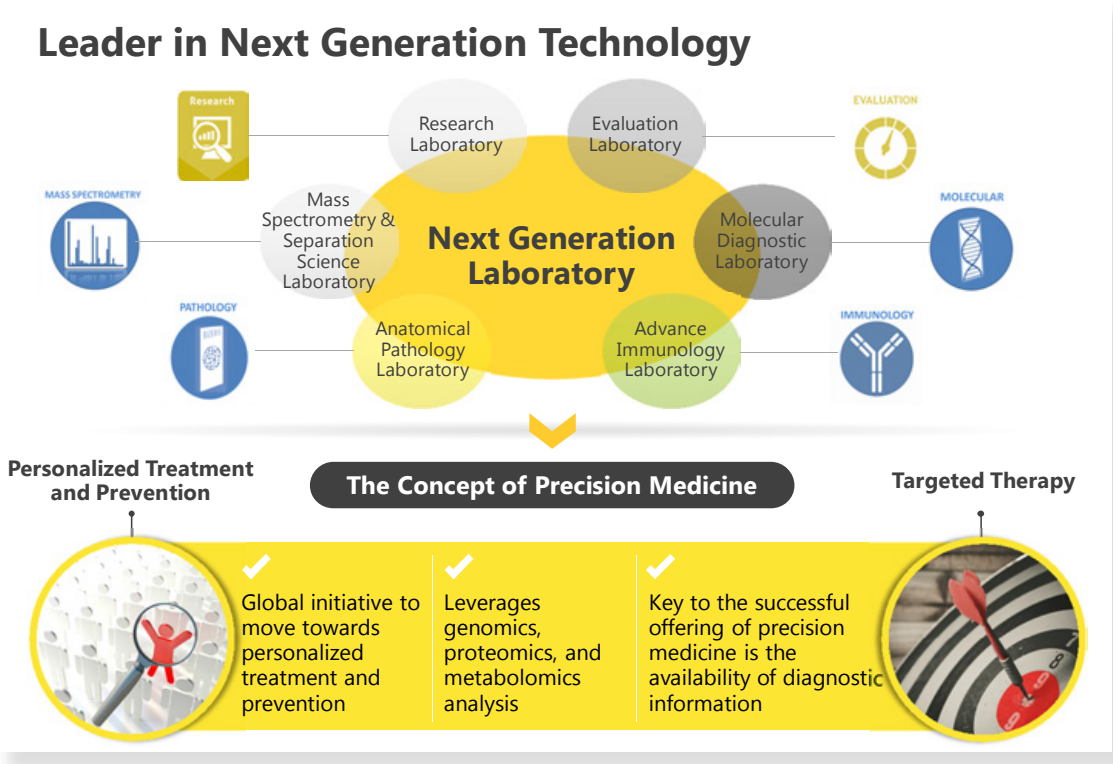 Leader in Next Generation Technology
Research
Research
Laboratory
Evaluation
Laboratory
EVALUATION
MASS SPECTROMETRY
Mass
Spectrometry &
Separation
Science
Laboratory
Next Generation
Laboratory
Molecular
Diagnostic
Laboratory
MOLECULAR
PATHOLOGY
Anatomical
Pathology
Laboratory
Advance
Immunology
Laboratory
IMMUNOLOGY
Personalized Treatment
and Prevention
The Concept of Precision Medicine
Targeted Therapy
Global initiative to
move towards
personalized
treatment and
prevention
Leverages
genomics,
proteomics, and
metabolomics
analysis
Key to the successful
offering of precision
medicine is the
availability of diagnostic
information
7
8
9